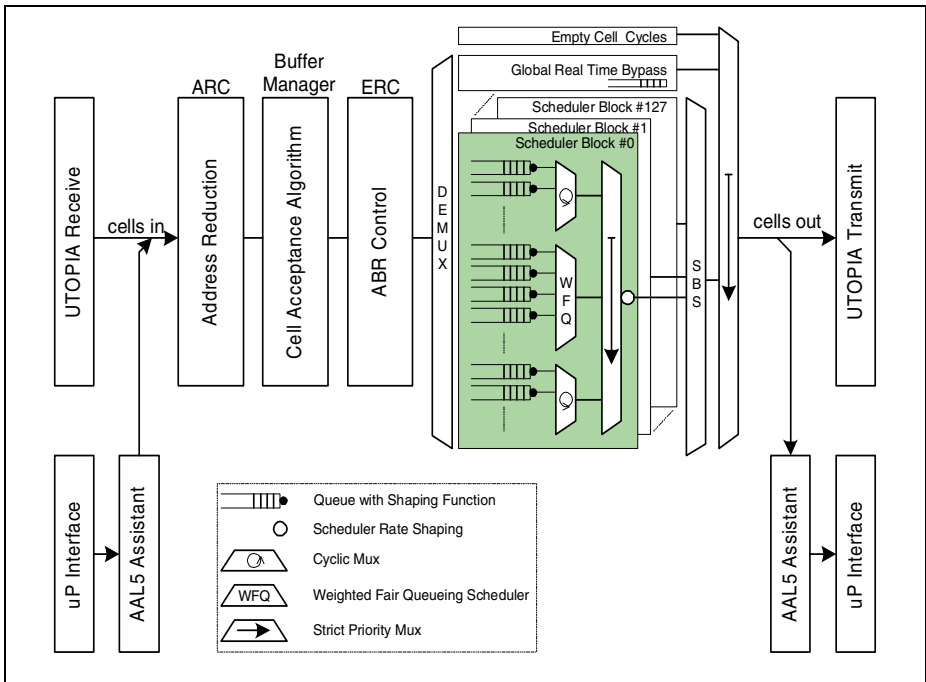 Empty Cell Cycles
Global Real Time Bypass
Buffer
Manager
ARC
ERC
Scheduler Block #127
Scheduler Block #1
Scheduler Block #0
UTOPIA Receive
cells in
Address Reduction
Cell Acceptance Algorithm
ABR Control
DEMUX
WFQ
SBS
cells out
UTOPIA Transmit
uP Interface
AAL5 Assistant
Queue with Shaping Function
Scheduler Rate Shaping
Cyclic Mux
WFQ
Weighted Fair Queueing Scheduler
Strict Priority Mux
AAL5 Assistant
uP Interface